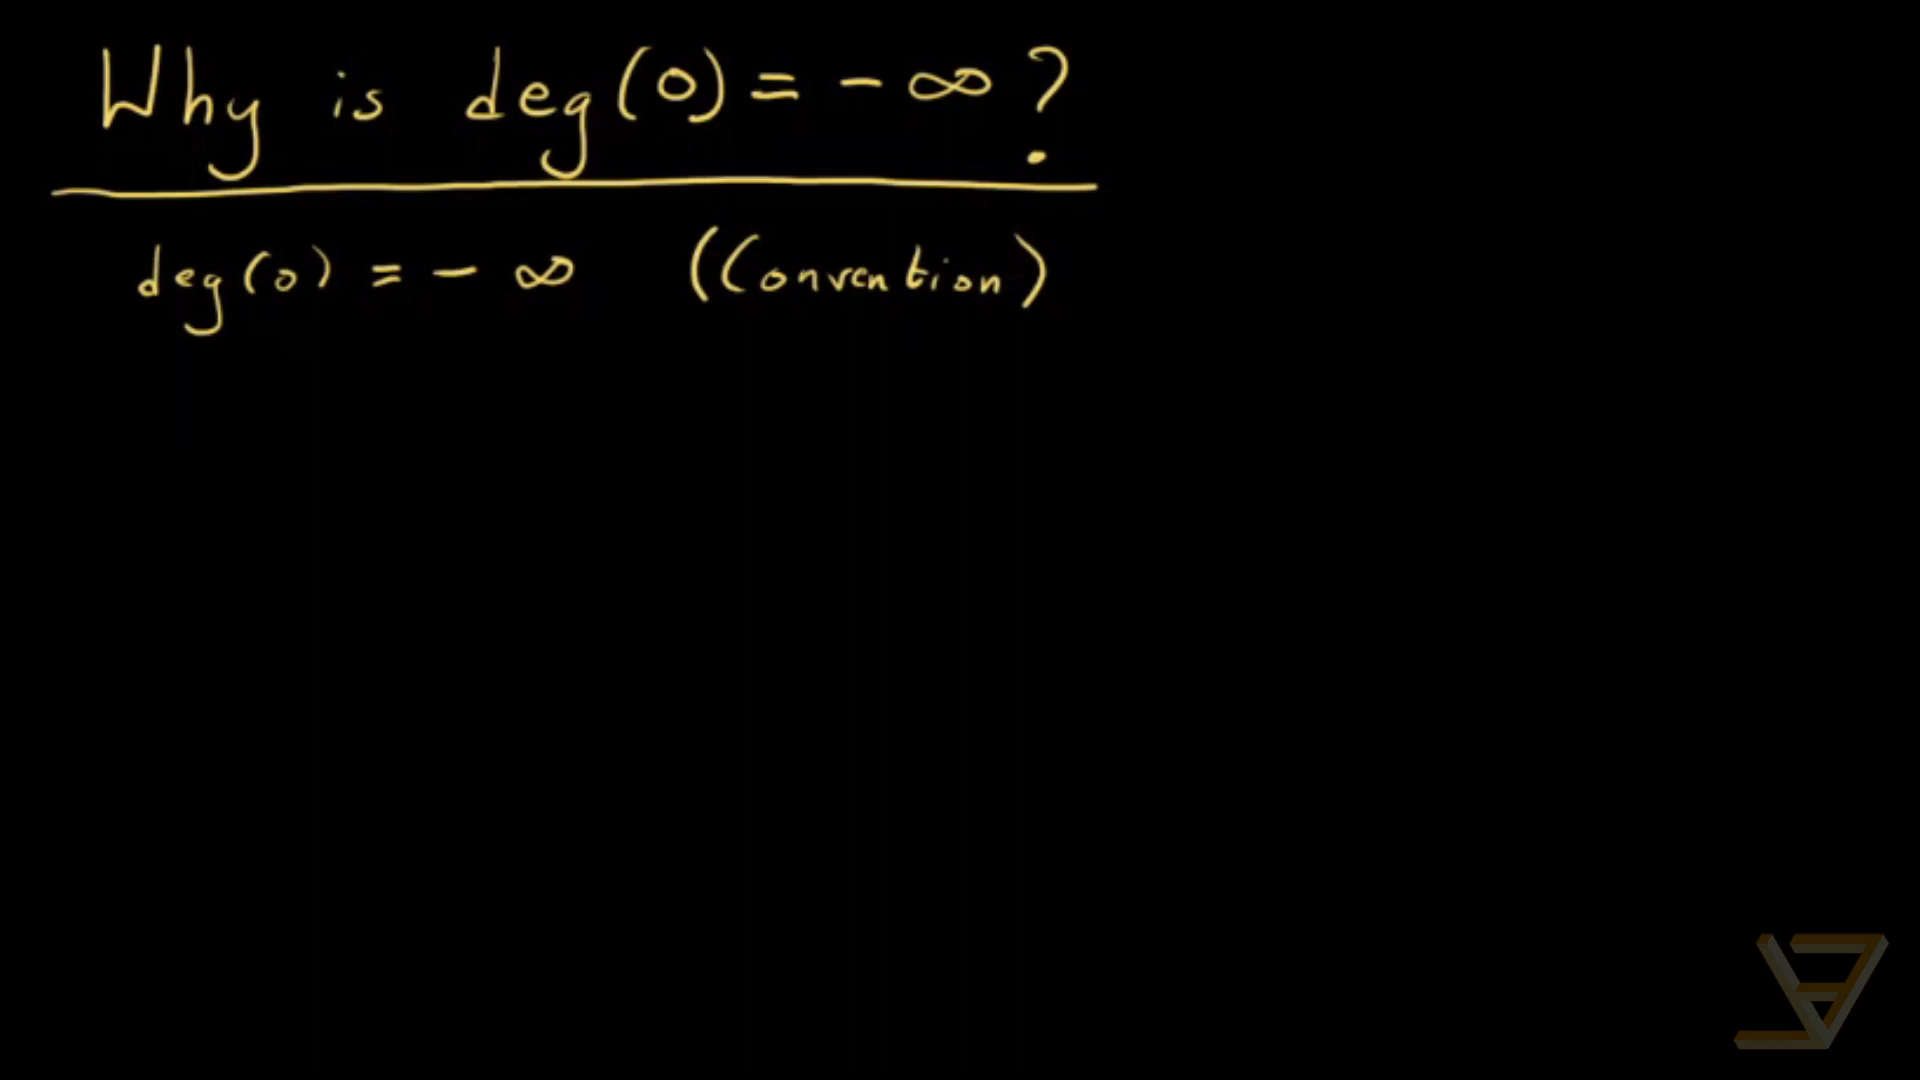 Why is deg(0) = - ∞ ?
deg(0) = - ∞ (Convention)